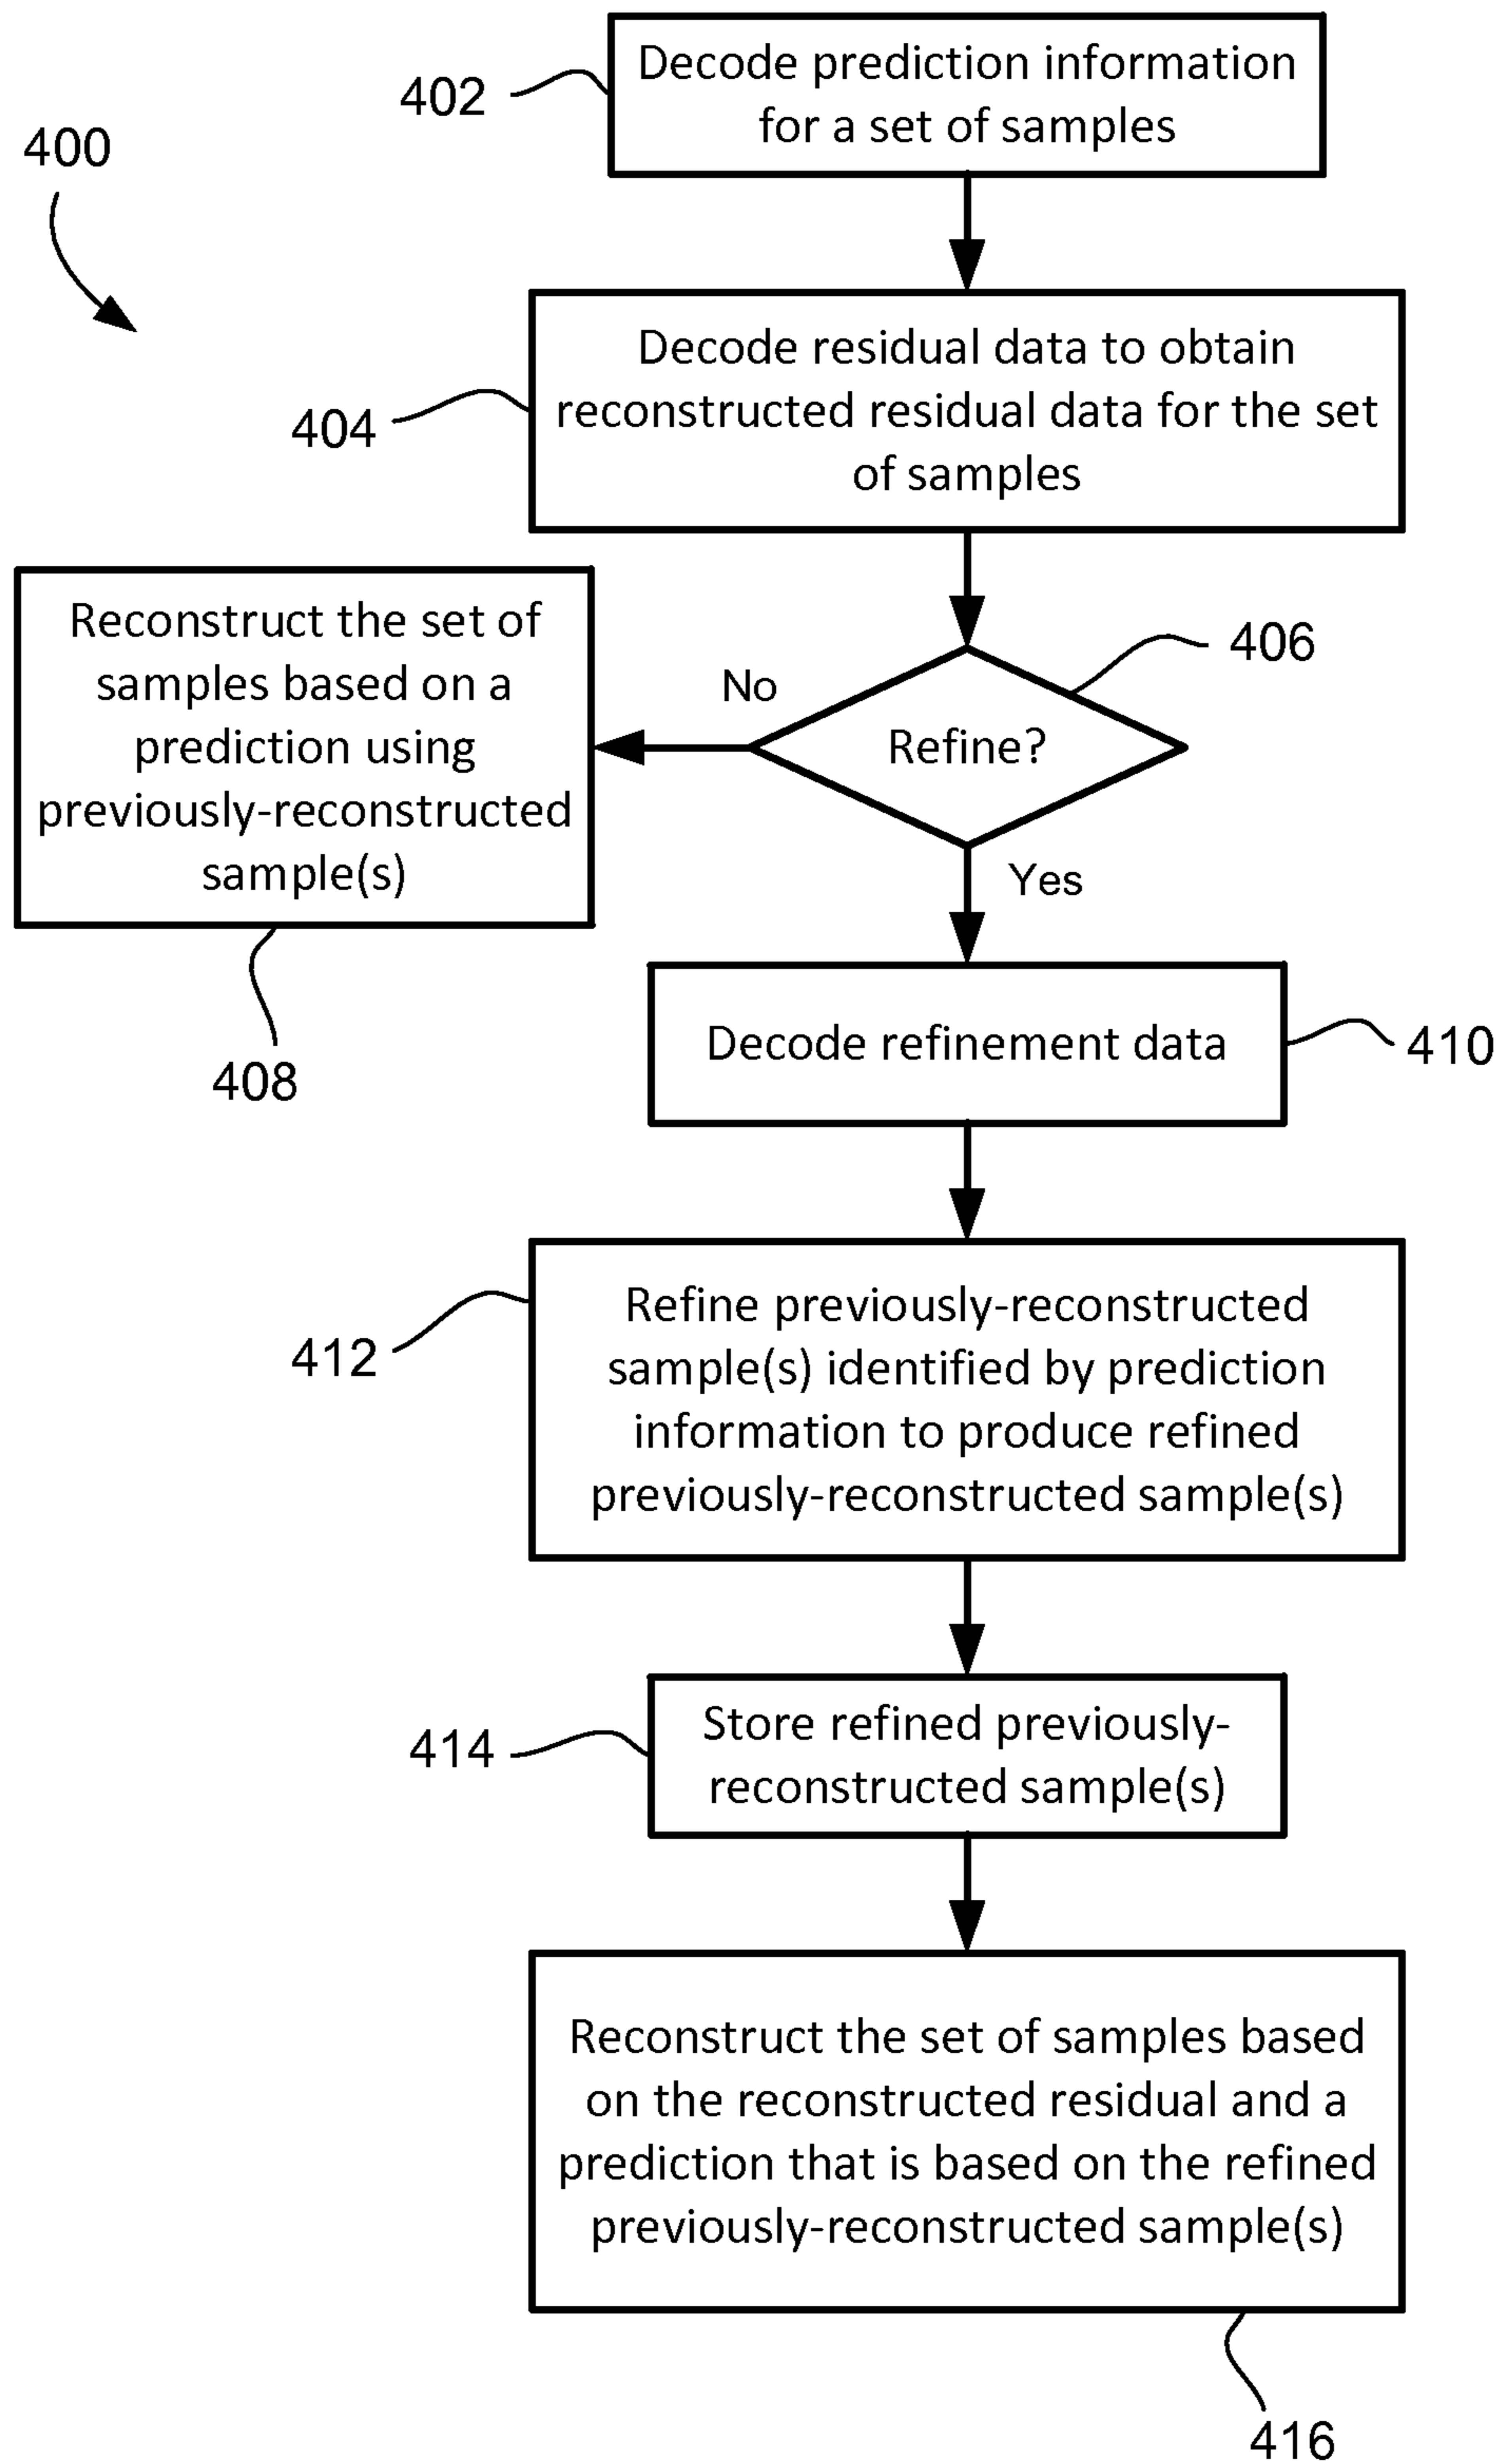 402
Decode prediction information
for a set of samples
400
404
Decode residual data to obtain
reconstructed residual data for the set
of samples
406
Refine?
No
Yes
Reconstruct the set of
samples based on a
prediction using
previously-reconstructed
sample(s)
408
Decode refinement data
410
412
Refine previously-reconstructed
sample(s) identified by prediction
information to produce refined
previously-reconstructed sample(s)
414
Store refined previously-
reconstructed sample(s)
Reconstruct the set of samples based
on the reconstructed residual and a
prediction that is based on the refined
previously-reconstructed sample(s)
416